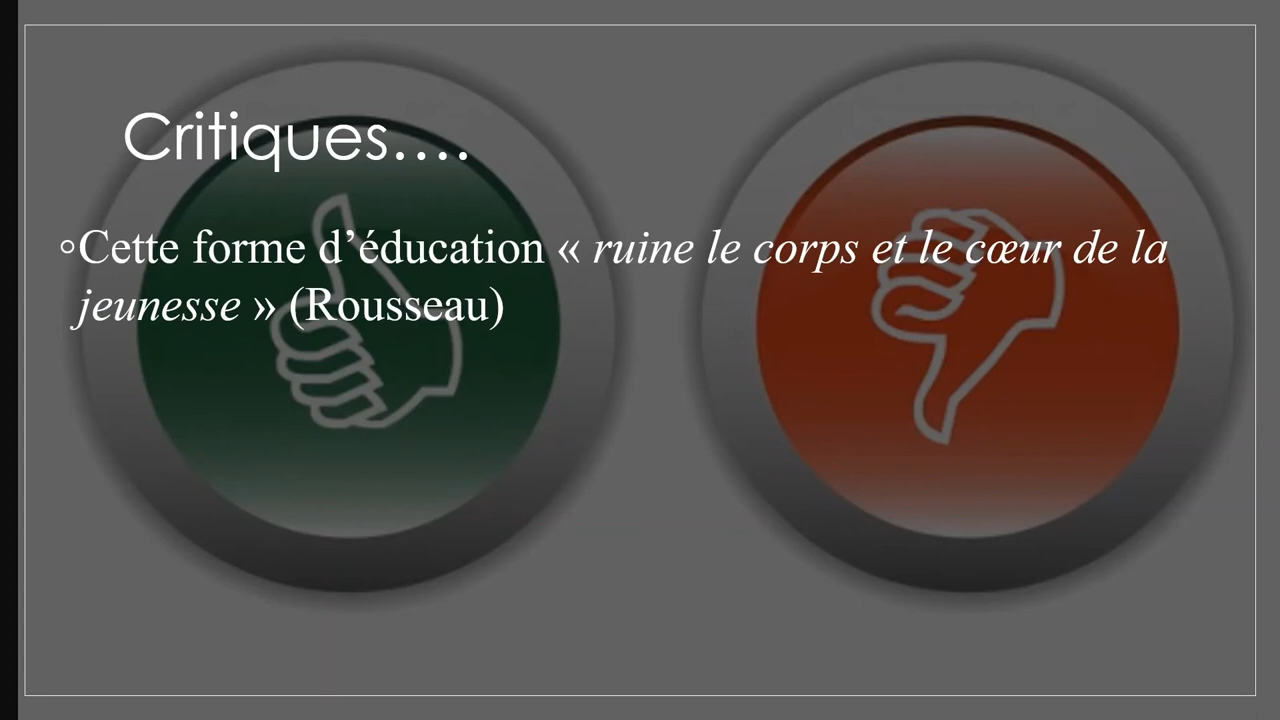 Critiques....
◦Cette forme d’éducation « ruine le corps et le cœur de la
jeunesse » (Rousseau)